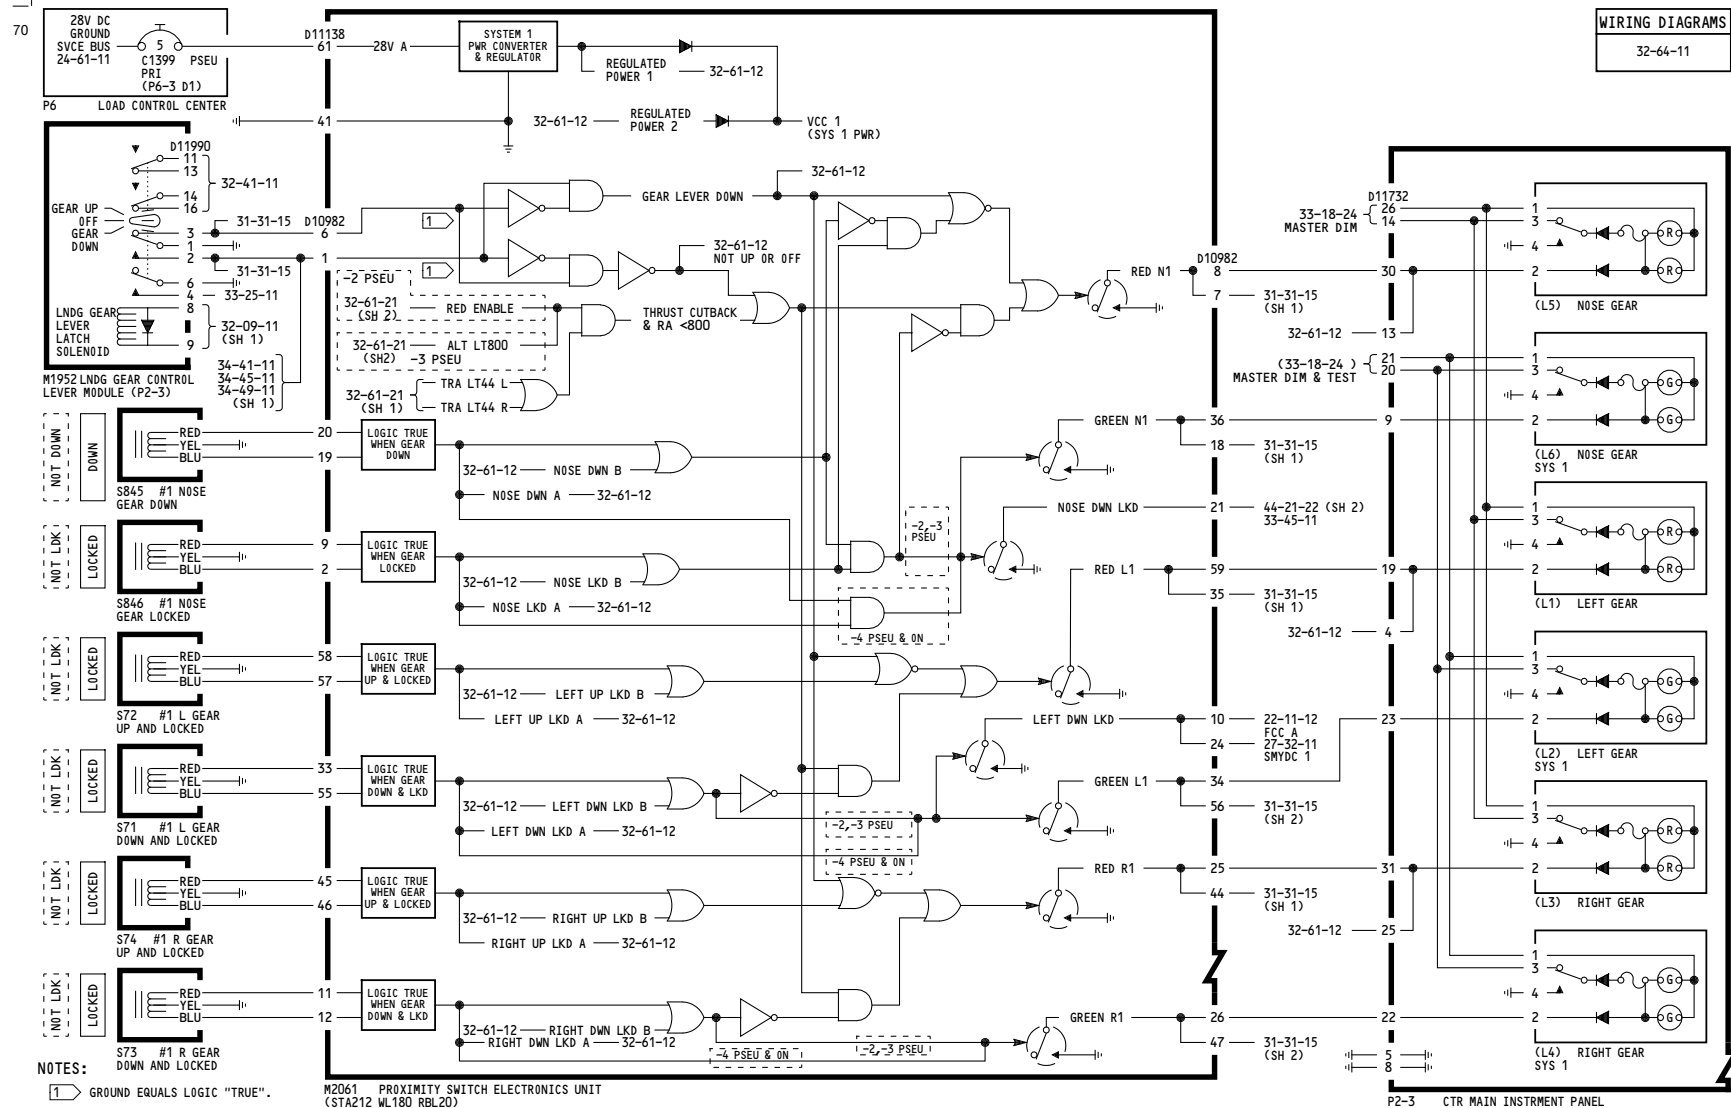 70
28V DC
GROUND
SVCE BUS
24-61-11
5
C1399 PSEU
PRI
(P6-3 D1)
P6 LOAD CONTROL CENTER
D11138
61
28V A
SYSTEM 1
PWR CONVERTER
& REGULATOR
REGULATED
POWER 1
32-61-12
41
32-61-12
REGULATED
POWER 2
VCC 1
(SYS 1 PWR)
WIRING DIAGRAMS
32-64-11
D11990
11
13
14
16
32-41-11
GEAR UP
OFF
GEAR
DOWN
3
1
2
31-31-15
31-31-15
6
4
33-25-11
8
9
32-09-11
(SH 1)
LNDG GEAR
LEVER
LATCH
SOLENOID
M1952 LNDG GEAR CONTROL
LEVER MODULE (P2-3)
34-41-11
34-45-11
34-49-11
(SH 1)
D10982
6
1
1
1
GEAR LEVER DOWN
32-61-12
32-61-12
NOT UP OR OFF
-2 PSEU
32-61-21
(SH 2)
RED ENABLE
32-61-21
(SH2)
ALT LT800
-3 PSEU
THRUST CUTBACK
& RA <800
32-61-21
(SH 1)
TRA LT44 L
TRA LT44 R
RED N1
D10982
8
7
31-31-15
(SH 1)
32-61-12
13
30
D11732
26
14
33-18-24
MASTER DIM
1
3
4
2
R
R
(L5) NOSE GEAR
(33-18-24 )
MASTER DIM & TEST
21
20
1
3
4
2
G
G
(L6) NOSE GEAR
SYS 1
NOT DOWN
DOWN
RED
YEL
BLU
S845 #1 NOSE
GEAR DOWN
20
19
LOGIC TRUE
WHEN GEAR
DOWN
32-61-12
NOSE DWN B
NOSE DWN A
32-61-12
GREEN N1
36
18
31-31-15
(SH 1)
9
NOSE DWN LKD
21
44-21-22 (SH 2)
33-45-11
-2,-3
PSEU
NOT LDK
LOCKED
RED
YEL
BLU
S846 #1 NOSE
GEAR LOCKED
9
2
LOGIC TRUE
WHEN GEAR
LOCKED
32-61-12
NOSE LKD B
NOSE LKD A
32-61-12
-4 PSEU & ON
RED L1
59
35
31-31-15
(SH 1)
19
32-61-12
4
1
3
4
2
R
R
(L1) LEFT GEAR
NOT LDK
LOCKED
RED
YEL
BLU
S72 #1 L GEAR
UP AND LOCKED
58
57
LOGIC TRUE
WHEN GEAR
UP & LOCKED
32-61-12
LEFT UP LKD B
LEFT UP LKD A
32-61-12
LEFT DWN LKD
10
22-11-12
FCC A
24
27-32-11
SMYDC 1
23
1
3
4
2
G
G
(L2) LEFT GEAR
SYS 1
NOT LDK
LOCKED
RED
YEL
BLU
S71 #1 L GEAR
DOWN AND LOCKED
33
55
LOGIC TRUE
WHEN GEAR
DOWN & LKD
32-61-12
LEFT DWN LKD B
LEFT DWN LKD A
32-61-12
-2,-3 PSEU
-4 PSEU & ON
GREEN L1
34
56
31-31-15
(SH 2)
1
3
4
2
R
R
(L3) RIGHT GEAR
NOT LDK
LOCKED
RED
YEL
BLU
S74 #1 R GEAR
UP AND LOCKED
45
46
LOGIC TRUE
WHEN GEAR
UP & LOCKED
32-61-12
RIGHT UP LKD B
RIGHT UP LKD A
32-61-12
RED R1
25
44
31-31-15
(SH 1)
31
32-61-12
25
1
3
4
2
G
G
(L4) RIGHT GEAR
SYS 1
NOT LDK
LOCKED
RED
YEL
BLU
S73 #1 R GEAR
DOWN AND LOCKED
11
12
LOGIC TRUE
WHEN GEAR
DOWN & LKD
32-61-12
RIGHT DWN LKD B
RIGHT DWN LKD A
32-61-12
-4 PSEU & ON
-2,-3 PSEU
GREEN R1
26
47
31-31-15
(SH 2)
22
5
8
NOTES:
1 GROUND EQUALS LOGIC "TRUE".
M2061 PROXIMITY SWITCH ELECTRONICS UNIT
(STA212 WL180 RBL20)
P2-3 CTR MAIN INSTRMENT PANEL